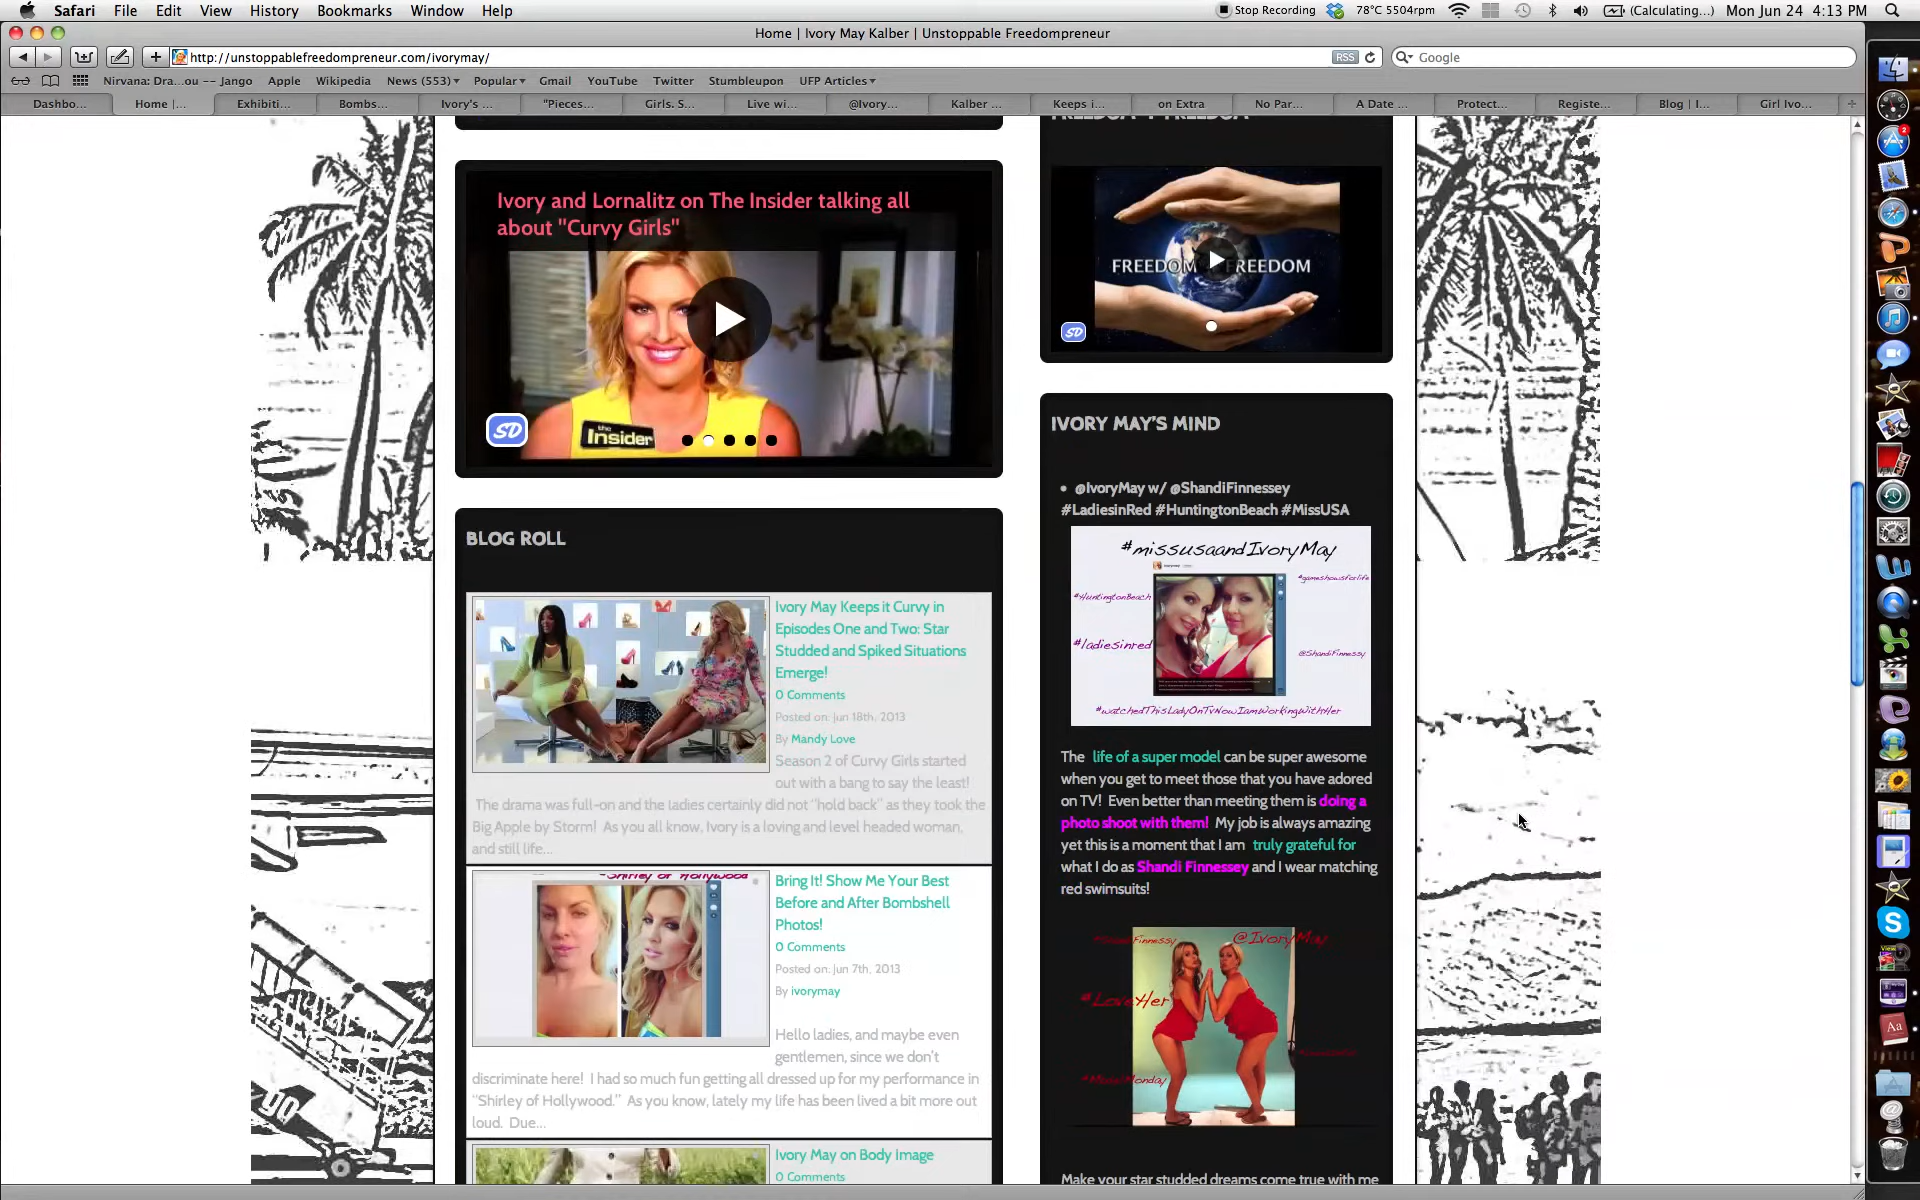 Safari File Edit View History Bookmarks Window Help
Stop Recording 78°C 5504rpm (Calculating...) Mon Jun 24 4:13 PM
Home | Ivory May Kalber | Unstoppable Freedompreneur
http://unstoppablefreedompreneur.com/ivorymay/ RSS Google
Nirvana: Dra...ou -- Jango Apple Wikipedia News (553) Popular Gmail YouTube Twitter Stumbleupon UFP Articles
Dashbo... Home |... Exhibiti... Bombs... Ivory's ... "Pieces... Girls. S... Live wi... @Ivory... Kalber ... Keeps i... on Extra No Par... A Date ... Protect... Registe... Blog | I... Girl Ivo...
Ivory and Lornalitz on The Insider talking all
about "Curvy Girls"
SD
the Insider
BLOG ROLL
Ivory May Keeps it Curvy in
Episodes One and Two: Star
Studded and Spiked Situations
Emerge!
0 Comments
Posted on: Jun 18th, 2013
By Mandy Love
Season 2 of Curvy Girls started
out with a bang to say the least!
The drama was full-on and the ladies certainly did not "hold back" as they took the
Big Apple by Storm! As you all know, Ivory is a loving and level headed woman,
and still life...
Shirley of Hollywood
Bring It! Show Me Your Best
Before and After Bombshell
Photos!
0 Comments
Posted on: Jun 7th, 2013
By ivorymay
Hello ladies, and maybe even
gentlemen, since we don't
discriminate here! I had so much fun getting all dressed up for my performance in
"Shirley of Hollywood." As you know, lately my life has been lived a bit more out
loud. Due...
Ivory May on Body Image
0 Comments
FREEDOM FREEDOM
SD
IVORY MAY'S MIND
@IvoryMay w/ @ShandiFinnessey
#LadiesinRed #HuntingtonBeach #MissUSA
#missusaandIvoryMay
#gameshowsforlife
#HuntingtonBeach
#ladiesinred
@ShandiFinnessy
#watchedThisLadyOnTvNowIamWorkingWithHer
The life of a super model can be super awesome
when you get to meet those that you have adored
on TV! Even better than meeting them is doing a
photo shoot with them! My job is always amazing
yet this is a moment that I am truly grateful for
what I do as Shandi Finnessey and I wear matching
red swimsuits!
@IvoryMay
#LoveHer
#ModelMonday
Make your star studded dreams come true with me